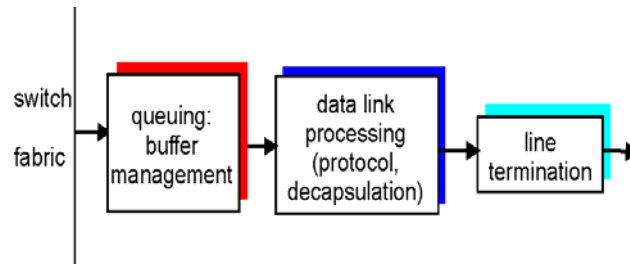 switch
fabric
queuing:
buffer
management
data link
processing
(protocol,
decapsulation)
line
termination